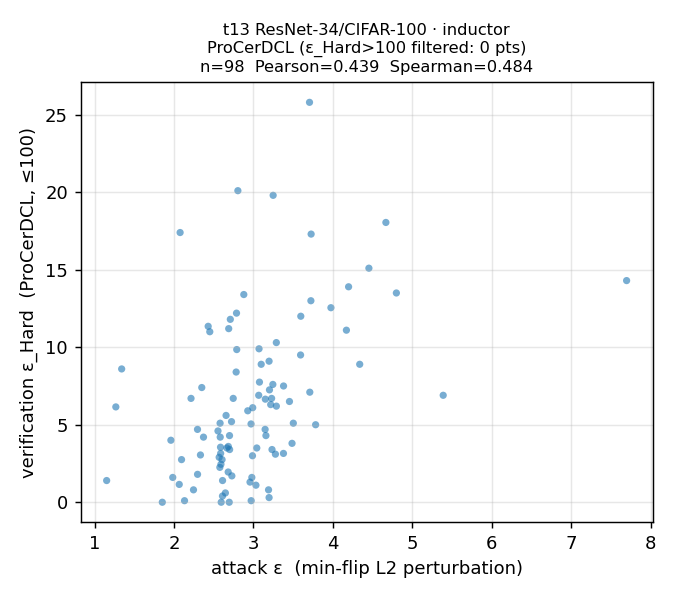 t13 ResNet-34/CIFAR-100 · inductor
ProCerDCL (ε_Hard>100 filtered: 0 pts)
n=98  Pearson=0.439  Spearman=0.484
verification ε_Hard  (ProCerDCL, ≤100)
25
20
15
10
5
0
1 2 3 4 5 6 7 8
attack ε  (min-flip L2 perturbation)